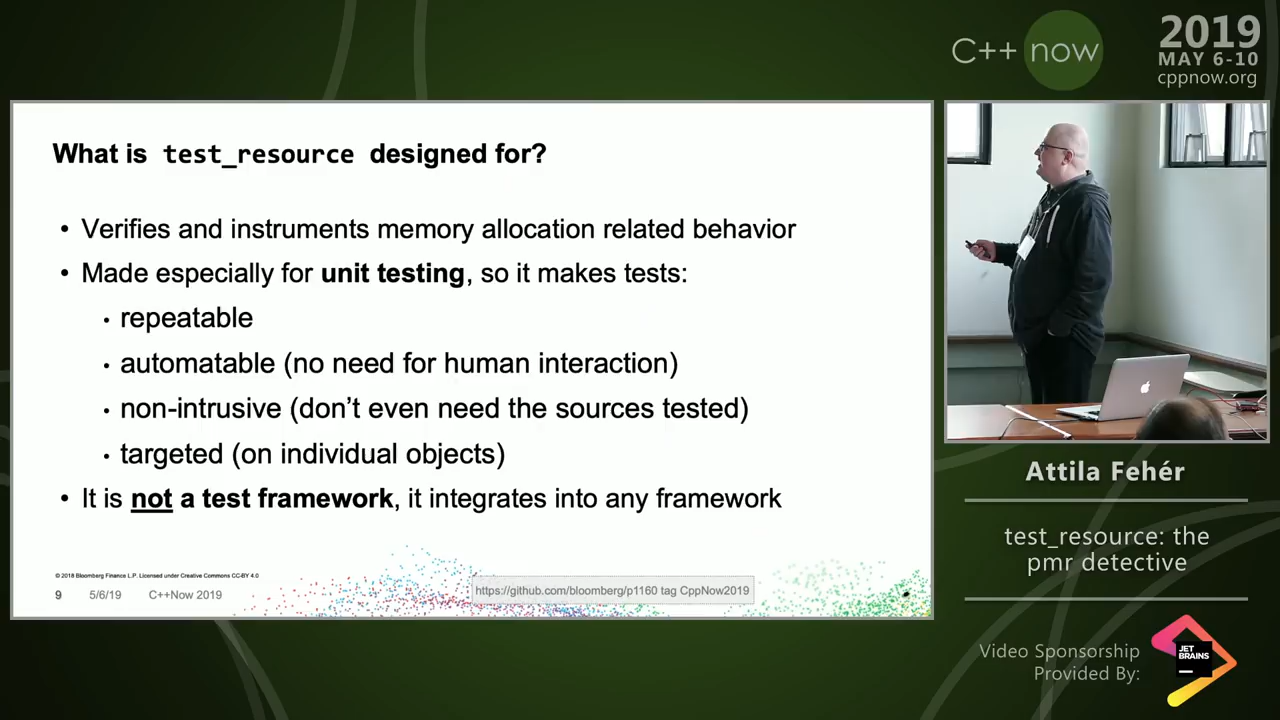 C++ now
2019
MAY 6-10
cppnow.org
What is test_resource designed for?
• Verifies and instruments memory allocation related behavior
• Made especially for unit testing, so it makes tests:
• repeatable
• automatable (no need for human interaction)
• non-intrusive (don’t even need the sources tested)
• targeted (on individual objects)
• It is not a test framework, it integrates into any framework
© 2018 Bloomberg Finance L.P. Licensed under Creative Commons CC-BY 4.0
9 5/6/19 C++Now 2019
https://github.com/bloomberg/p1160 tag CppNow2019
Attila Fehér
test_resource: the
pmr detective
Video Sponsorship
Provided By:
JET
BRAINS